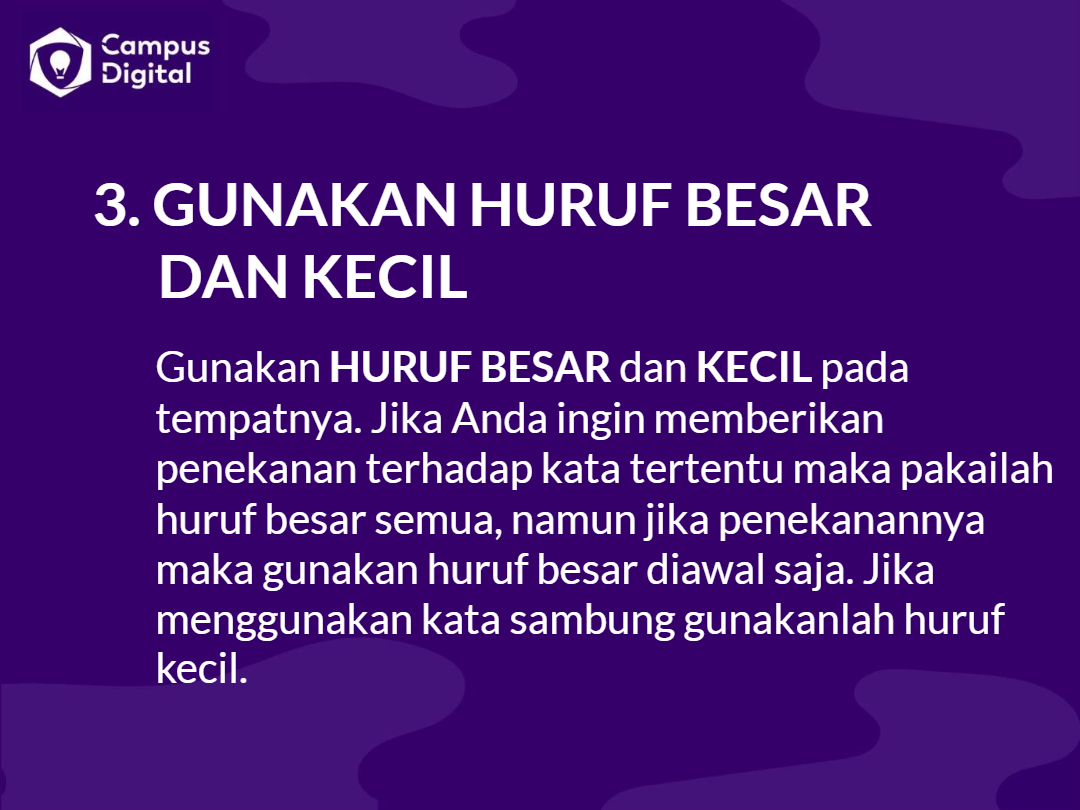 Campus
Digital
3. GUNAKAN HURUF BESAR
DAN KECIL
Gunakan HURUF BESAR dan KECIL pada
tempatnya. Jika Anda ingin memberikan
penekanan terhadap kata tertentu maka pakailah
huruf besar semua, namun jika penekanannya
maka gunakan huruf besar diawal saja. Jika
menggunakan kata sambung gunakanlah huruf
kecil.